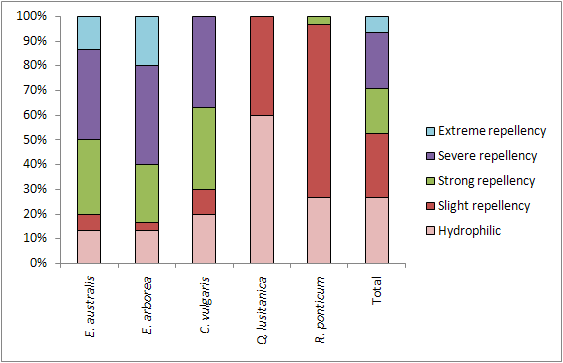 100%
90%
80%
70%
60%
50%
40%
30%
20%
10%
0%
E. australis
E. arborea
C. vulgaris
Q. lusitanica
R. ponticum
Total
Extreme repellency
Severe repellency
Strong repellency
Slight repellency
Hydrophilic